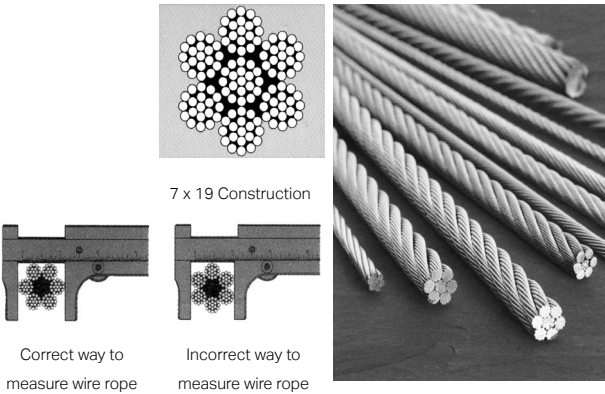 7 x 19 Construction
Correct way to
measure wire rope
Incorrect way to
measure wire rope